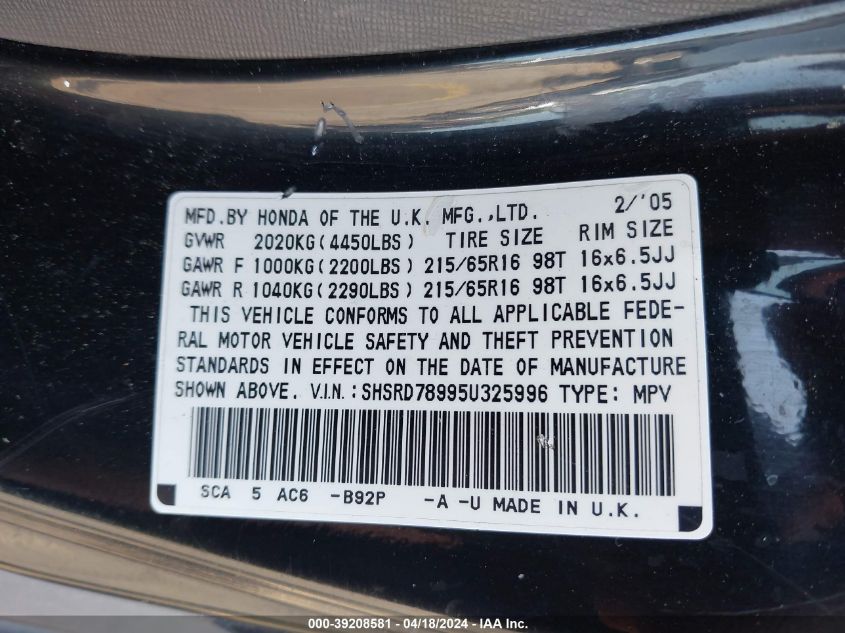 MFD.BY HONDA OF THE U.K. MFG.,LTD. 2/'05
GVWR 2020KG(4450LBS) TIRE SIZE RIM SIZE
GAWR F 1000KG(2200LBS) 215/65R16 98T 16x6.5JJ
GAWR R 1040KG(2290LBS) 215/65R16 98T 16x6.5JJ
THIS VEHICLE CONFORMS TO ALL APPLICABLE FEDE-
RAL MOTOR VEHICLE SAFETY AND THEFT PREVENTION
STANDARDS IN EFFECT ON THE DATE OF MANUFACTURE
SHOWN ABOVE. V.I.N.:SHSRD78995U325996 TYPE: MPV
SCA 5 AC6 -B92P -A -U MADE IN U.K.
000-39208581 - 04/18/2024 - IAAI.com